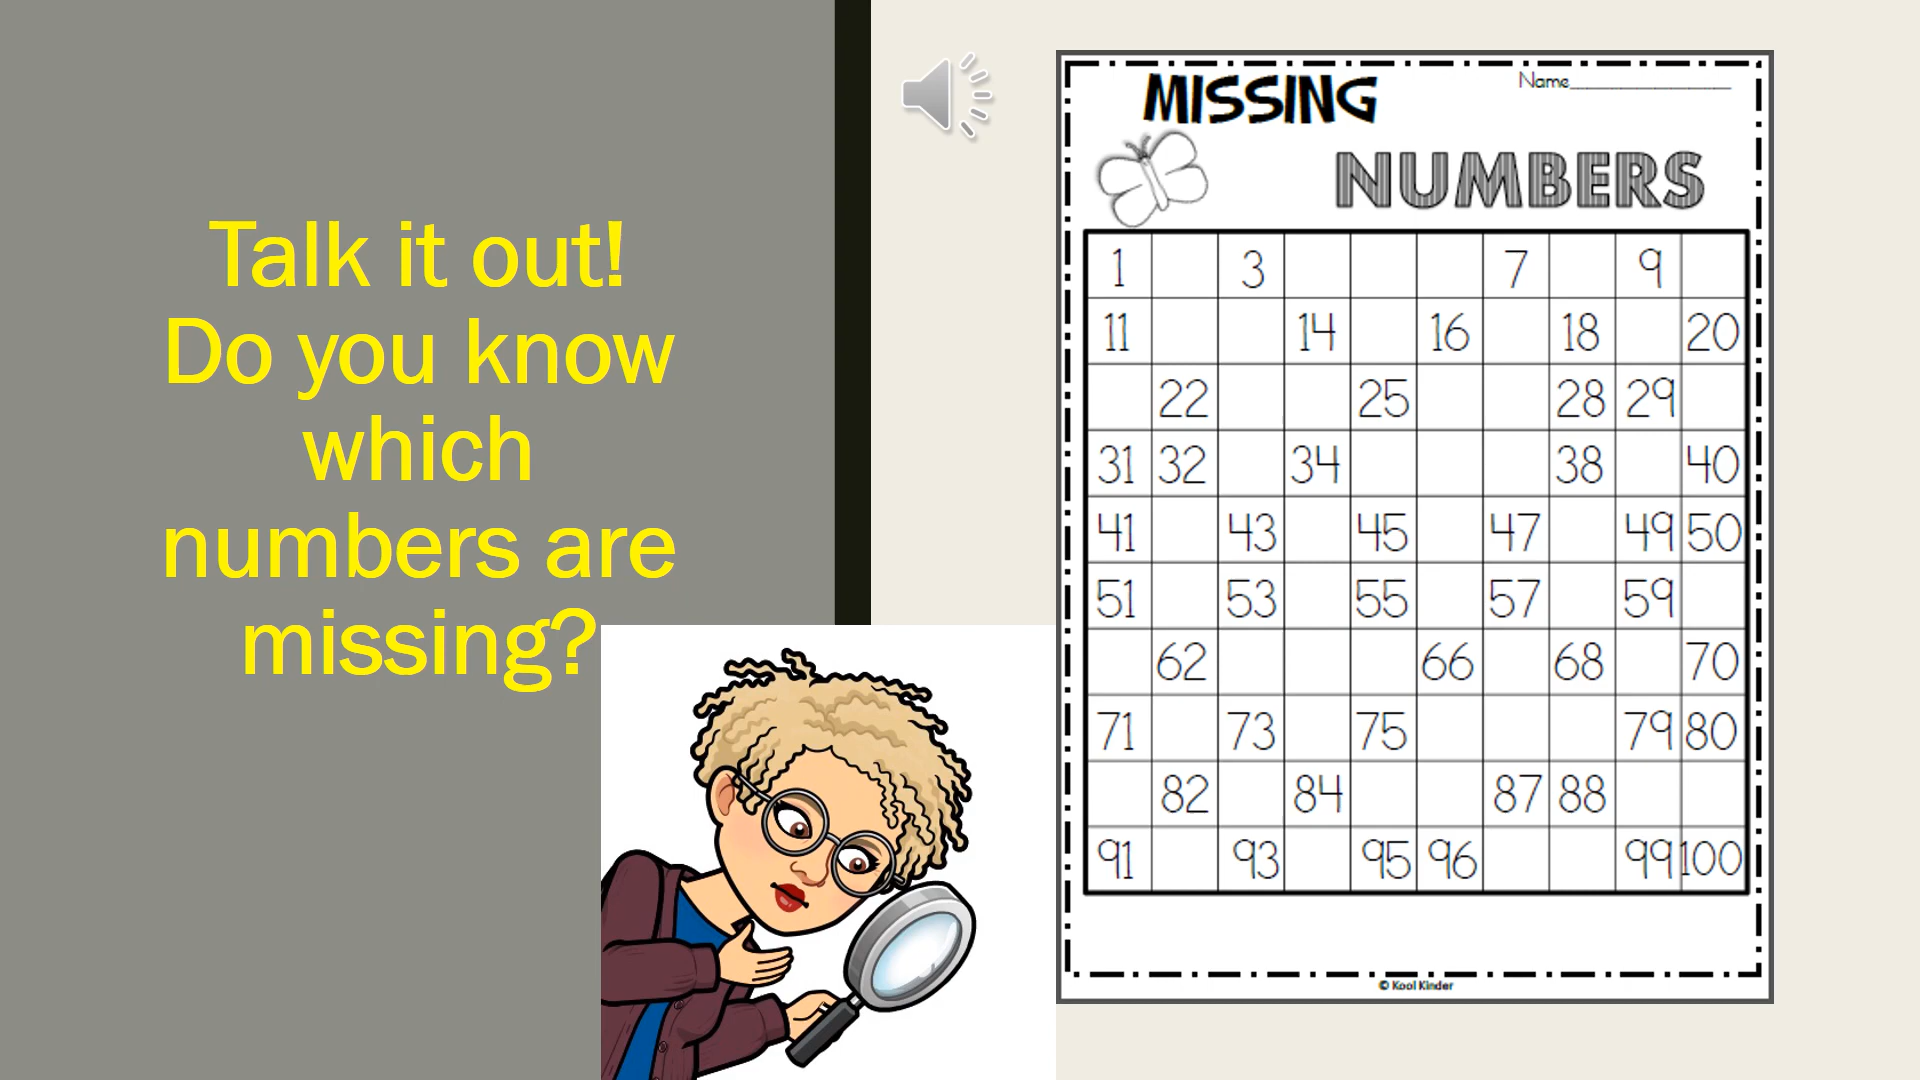 Talk it out!
Do you know
which
numbers are
missing?
MISSING
Name_______________
NUMBERS
1 3 7 9
11 14 16 18 20
22 25 28 29
31 32 34 38 40
41 43 45 47 49 50
51 53 55 57 59
62 66 68 70
71 73 75 79 80
82 84 87 88
91 93 95 96 99 100
© Kool Kinder